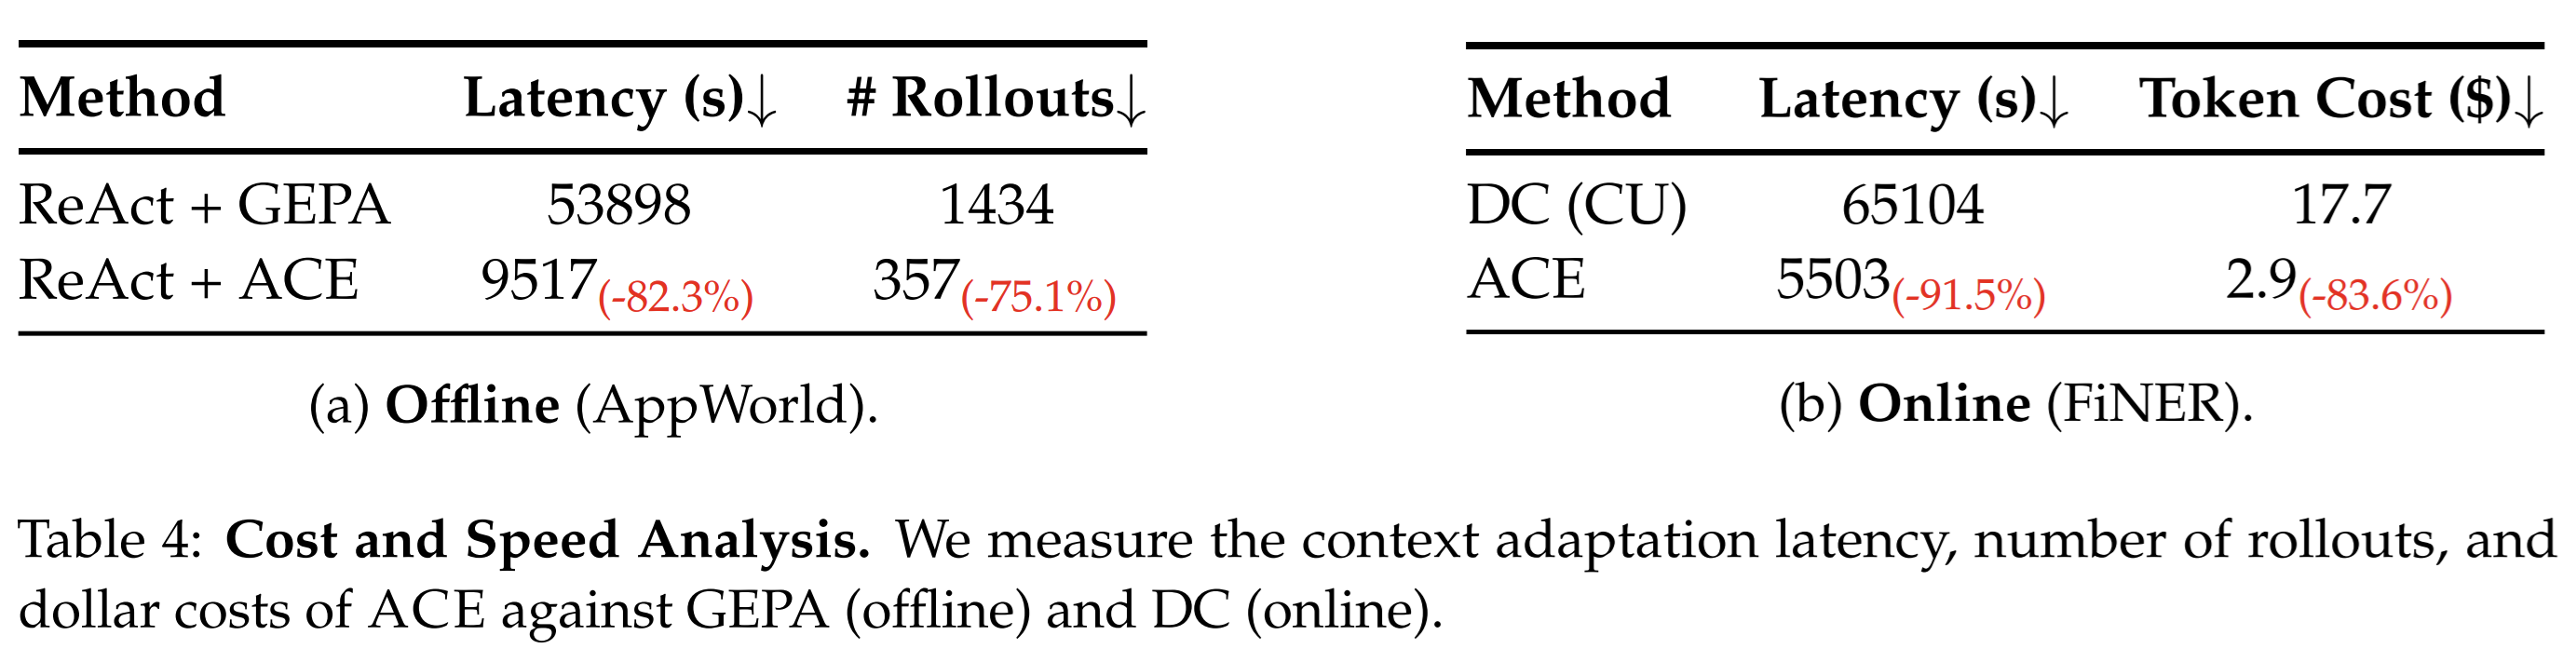 Method Latency (s)↓ # Rollouts↓
ReAct + GEPA 53898 1434
ReAct + ACE 9517(-82.3%) 357(-75.1%)
(a) Offline (AppWorld).
Method Latency (s)↓ Token Cost ($)↓
DC (CU) 65104 17.7
ACE 5503(-91.5%) 2.9(-83.6%)
(b) Online (FiNER).
Table 4: Cost and Speed Analysis. We measure the context adaptation latency, number of rollouts, and
dollar costs of ACE against GEPA (offline) and DC (online).